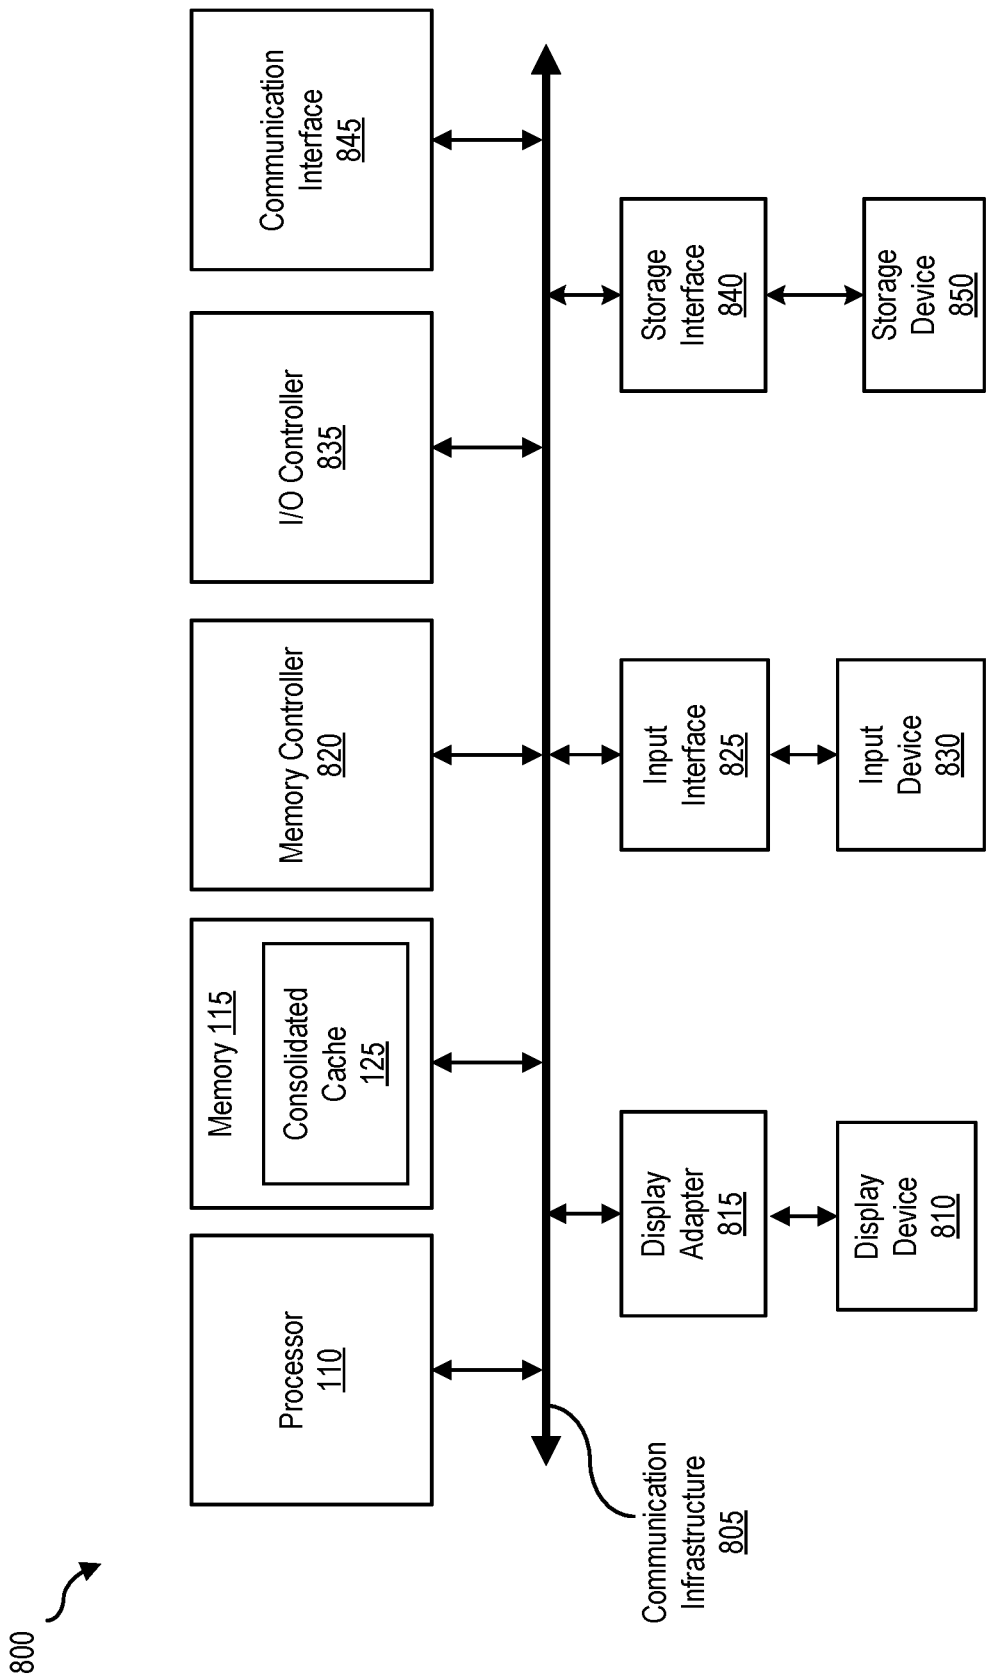 800
Processor
110
Memory 115
Consolidated
Cache
125
Memory Controller
820
I/O Controller
835
Communication
Interface
845
Communication
Infrastructure
805
Display
Adapter
815
Input
Interface
825
Storage
Interface
840
Display
Device
810
Input
Device
830
Storage
Device
850